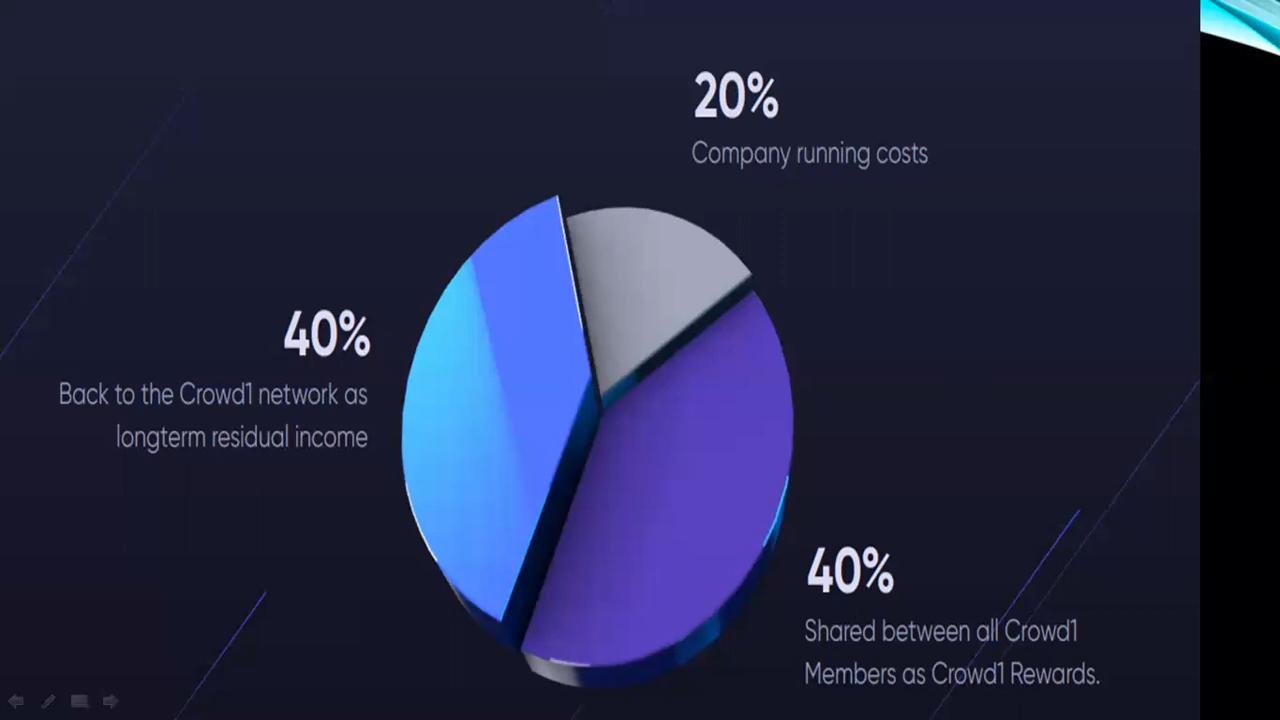 20%
Company running costs
40%
Back to the Crowd1 network as
longterm residual income
40%
Shared between all Crowd1
Members as Crowd1 Rewards.